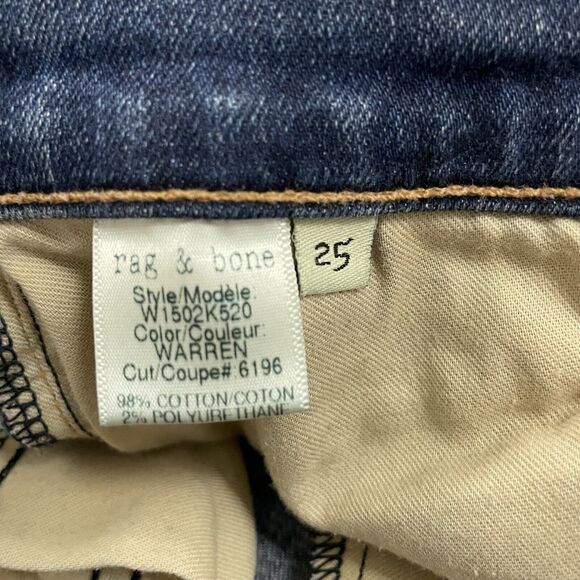 rag & bone
25
Style/Modèle:
W1502K520
Color/Couleur:
WARREN
Cut/Coupe# 6196
98% COTTON/COTON
2% POLYURETHANE